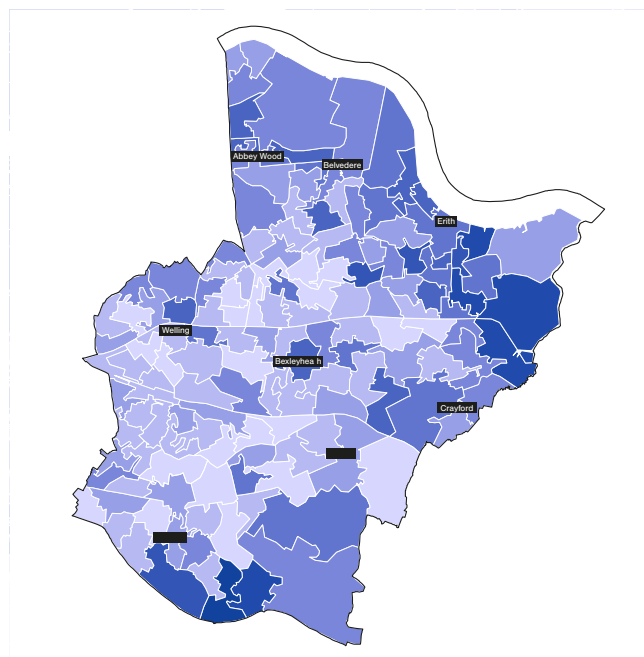 Abbey Wood
Belvedere
Erith
Welling
Bexleyhea h
Crayford